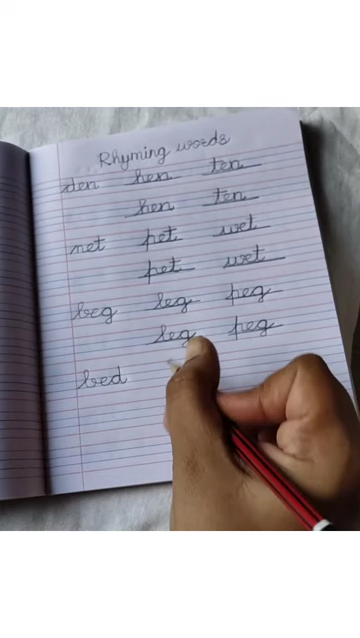 Rhyming words
den hen ten
hen ten
net pet wet
pet wet
beg leg peg
leg peg
bed